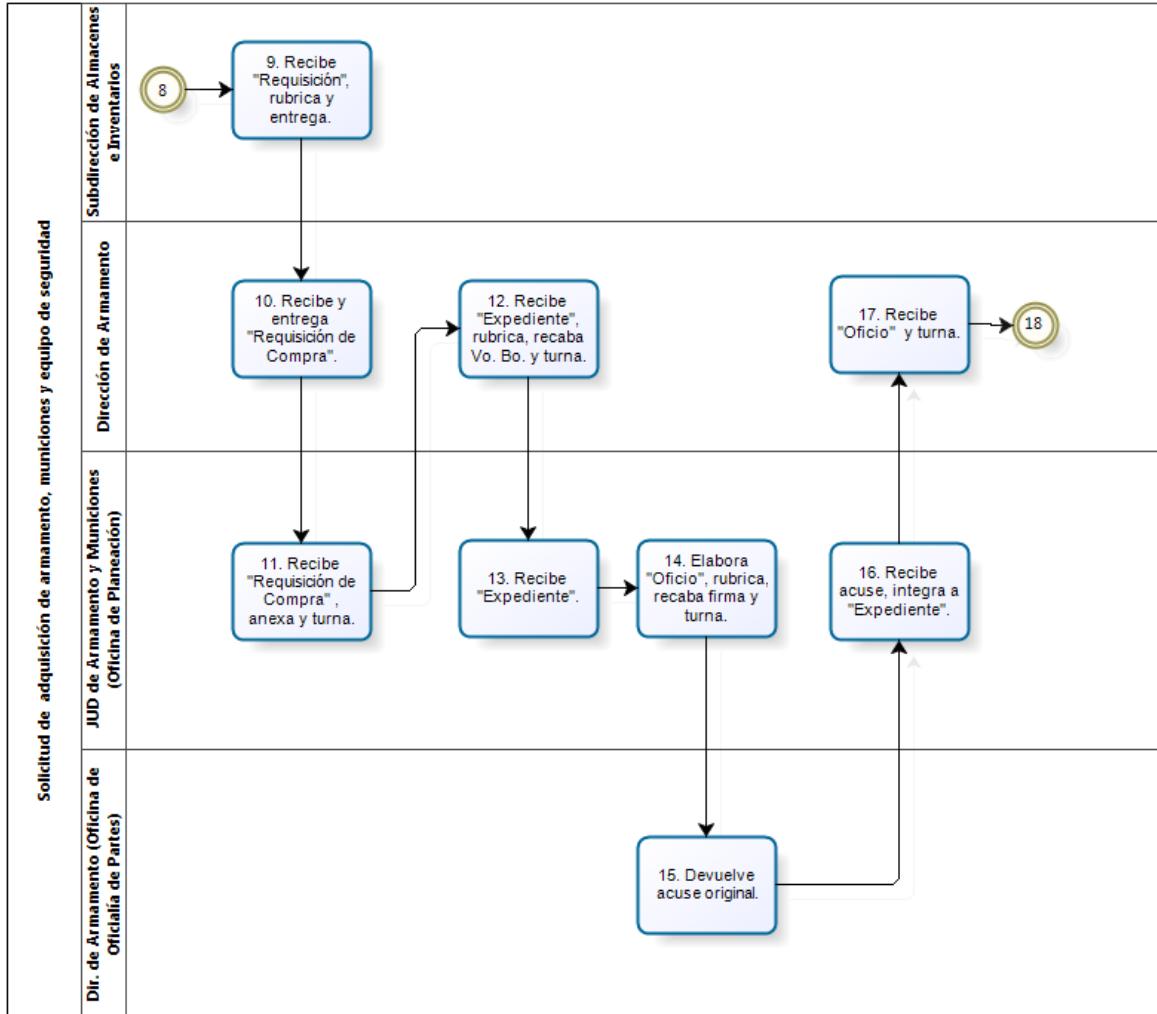 Solicitud de adquisición de armamento, municiones y equipo de seguridad
Subdirección de Almacenes
e Inventarios
8
9. Recibe
"Requisición",
rubrica y
entrega.
Dirección de Armamento
10. Recibe y
entrega
"Requisición de
Compra".
12. Recibe
"Expediente",
rubrica, recaba
Vo. Bo. y turna.
17. Recibe
"Oficio" y turna.
18
JUD de Armamento y Municiones
(Oficina de Planeación)
11. Recibe
"Requisición de
Compra" ,
anexa y turna.
13. Recibe
"Expediente".
14. Elabora
"Oficio", rubrica,
recaba firma y
turna.
16. Recibe
acuse, integra a
"Expediente".
Dir. de Armamento (Oficina de
Oficialía de Partes)
15. Devuelve
acuse original.